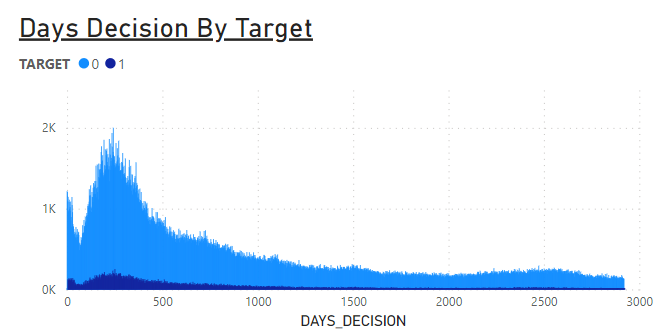 Days Decision By Target
TARGET 0 1
2K
1K
0K
0 500 1000 1500 2000 2500 3000
DAYS_DECISION